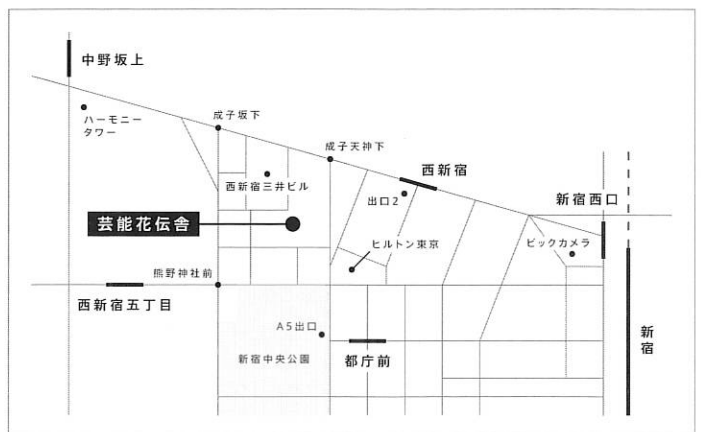 中野坂上
ハーモニー
タワー
成子坂下
成子天神下
西新宿三井ビル
西新宿
出口2
新宿西口
芸能花伝舎
ヒルトン東京
ビックカメラ
熊野神社前
西新宿五丁目
A5出口
新宿中央公園
都庁前
新宿